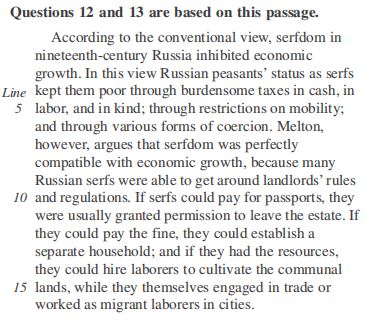 Questions 12 and 13 are based on this passage.
According to the conventional view, serfdom in
nineteenth-century Russia inhibited economic
growth. In this view Russian peasants’ status as serfs
Line kept them poor through burdensome taxes in cash, in
5 labor, and in kind; through restrictions on mobility;
and through various forms of coercion. Melton,
however, argues that serfdom was perfectly
compatible with economic growth, because many
Russian serfs were able to get around landlords’ rules
10 and regulations. If serfs could pay for passports, they
were usually granted permission to leave the estate. If
they could pay the fine, they could establish a
separate household; and if they had the resources,
they could hire laborers to cultivate the communal
15 lands, while they themselves engaged in trade or
worked as migrant laborers in cities.